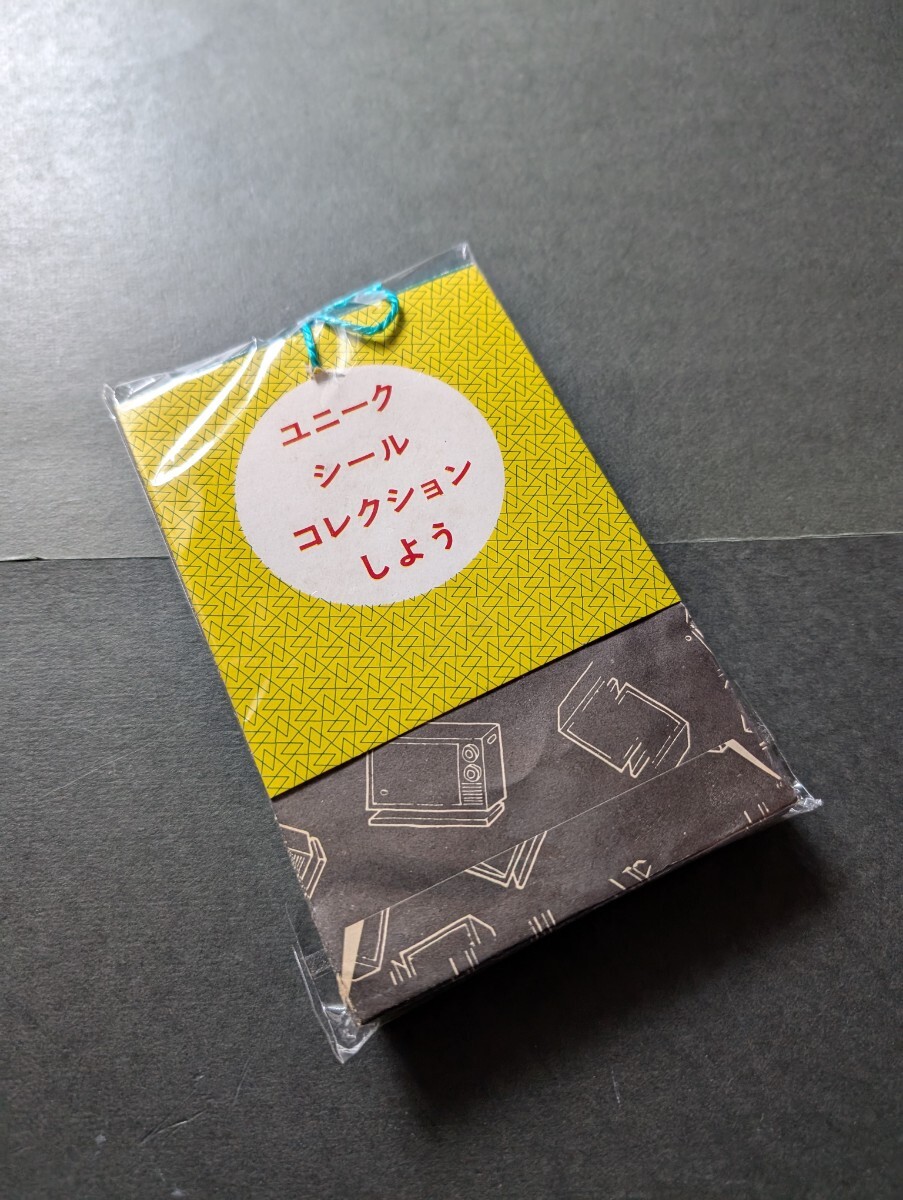 ユニーク
シール
コレクション
しよう